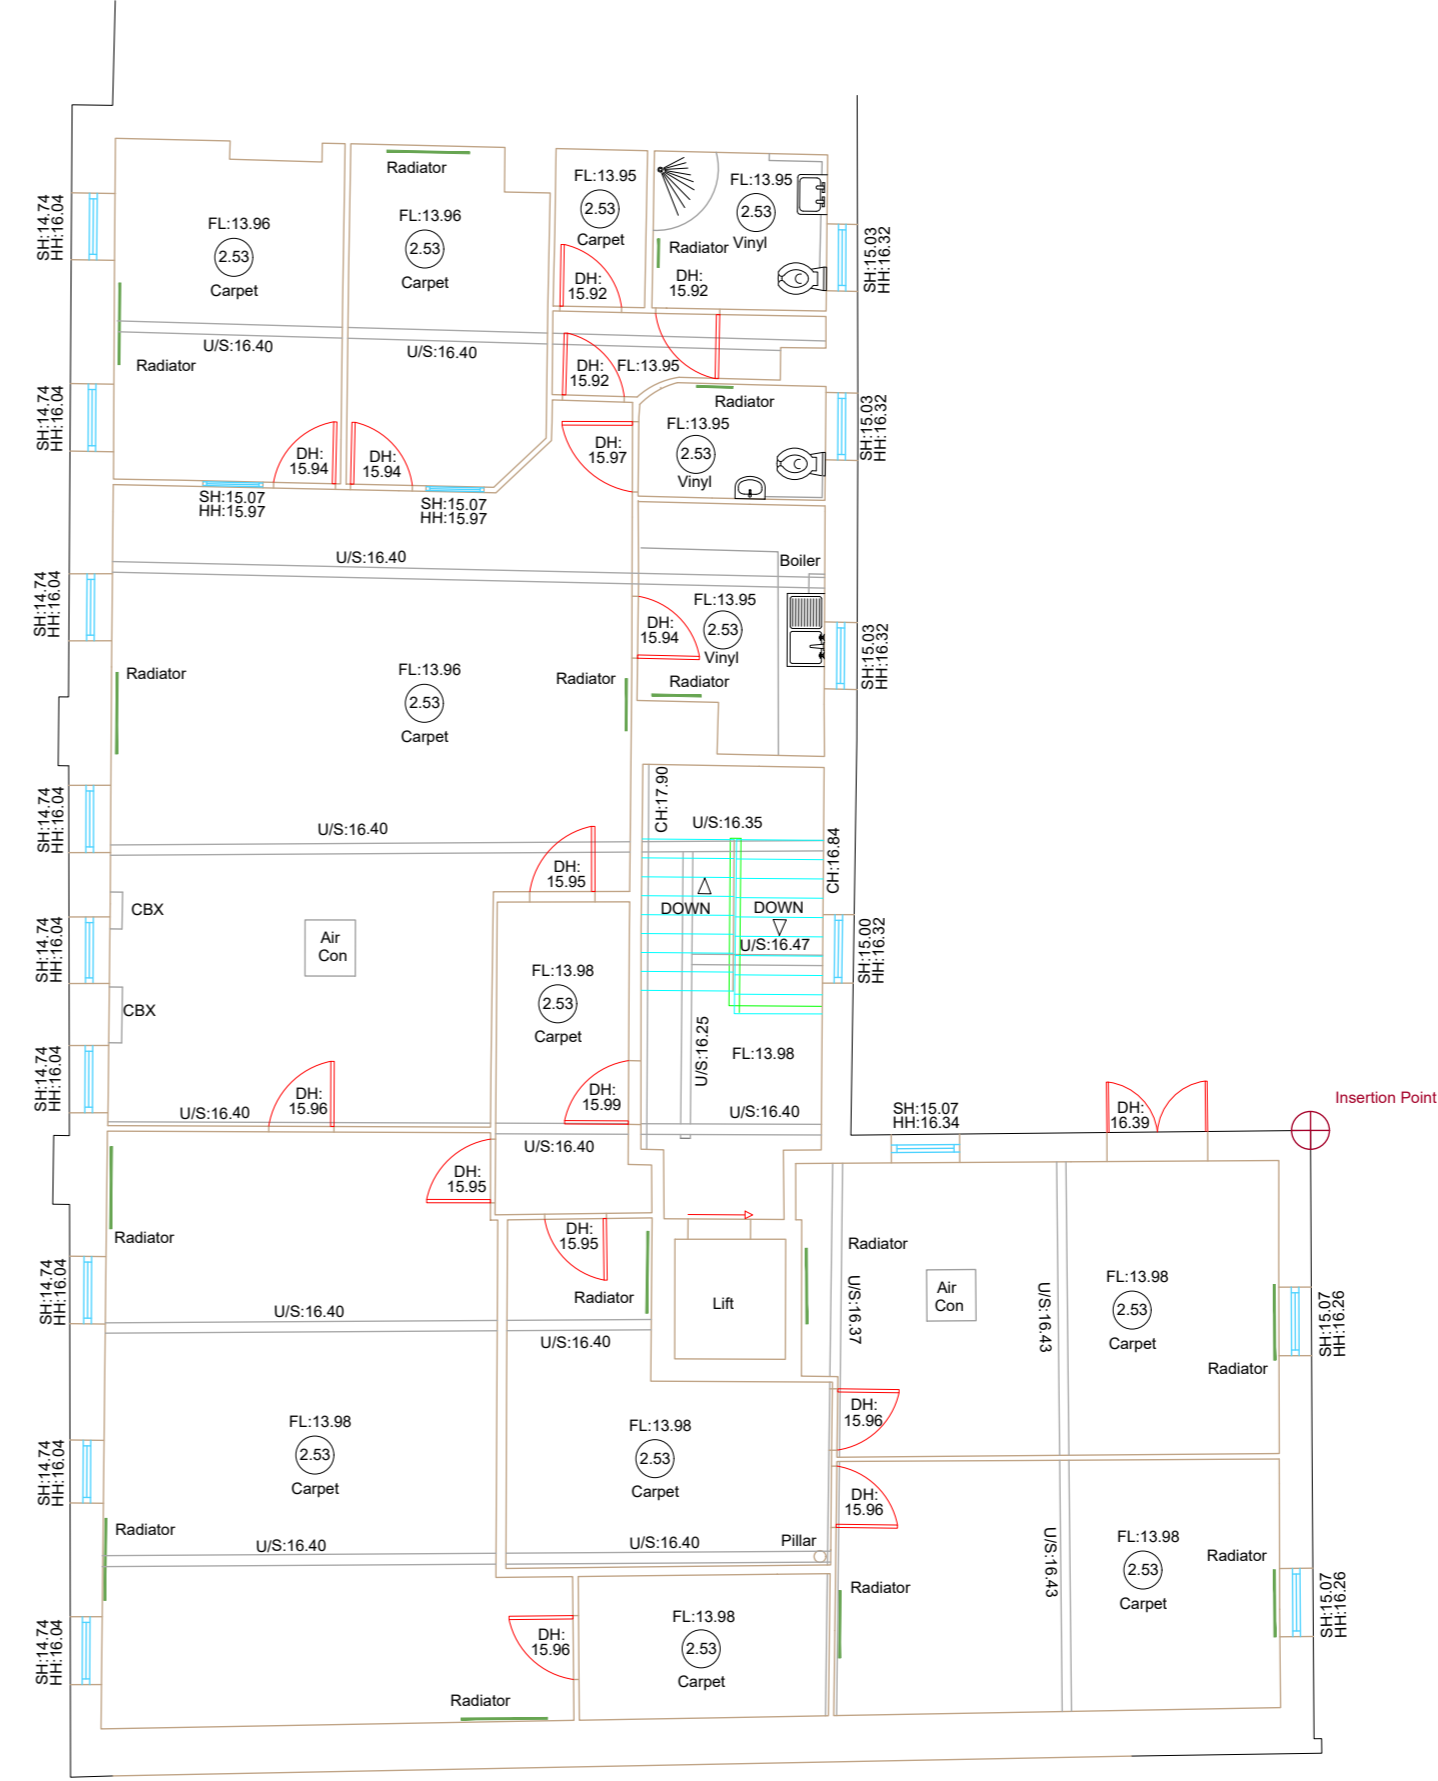 Radiator
FL:13.96
2.53
Carpet
FL:13.96
2.53
Carpet
FL:13.95
2.53
Carpet
DH:
15.92
FL:13.95
2.53
Vinyl
Radiator
DH:
15.92
SH:14.74
HH:16.04
SH:15.03
HH:16.32
U/S:16.40
U/S:16.40
Radiator
DH:
15.92
FL:13.95
Radiator
SH:14.74
HH:16.04
SH:15.03
HH:16.32
DH:
15.94
DH:
15.94
DH:
15.97
FL:13.95
2.53
Vinyl
SH:15.07
HH:15.97
SH:15.07
HH:15.97
U/S:16.40
Boiler
SH:14.74
HH:16.04
FL:13.95
2.53
Vinyl
DH:
15.94
Radiator
SH:15.03
HH:16.32
Radiator
FL:13.96
2.53
Carpet
Radiator
CH:17.90
U/S:16.35
SH:14.74
HH:16.04
U/S:16.40
CH:16.84
DH:
15.95
DOWN
DOWN
U/S:16.47
SH:15.00
HH:16.32
CBX
Air
Con
SH:14.74
HH:16.04
CBX
FL:13.98
2.53
Carpet
U/S:16.25
FL:13.98
SH:14.74
HH:16.04
DH:
15.96
DH:
15.99
U/S:16.40
U/S:16.40
SH:15.07
HH:16.34
DH:
16.39
Insertion Point
U/S:16.40
DH:
15.95
Radiator
DH:
15.95
Radiator
Lift
Radiator
U/S:16.37
Air
Con
U/S:16.43
FL:13.98
2.53
Carpet
Radiator
SH:15.07
HH:16.26
SH:14.74
HH:16.04
U/S:16.40
U/S:16.40
DH:
15.96
FL:13.98
2.53
Carpet
FL:13.98
2.53
Carpet
SH:14.74
HH:16.04
DH:
15.96
Radiator
U/S:16.40
U/S:16.40
Pillar
U/S:16.43
FL:13.98
2.53
Carpet
Radiator
SH:15.07
HH:16.26
Radiator
SH:14.74
HH:16.04
DH:
15.96
FL:13.98
2.53
Carpet
Radiator